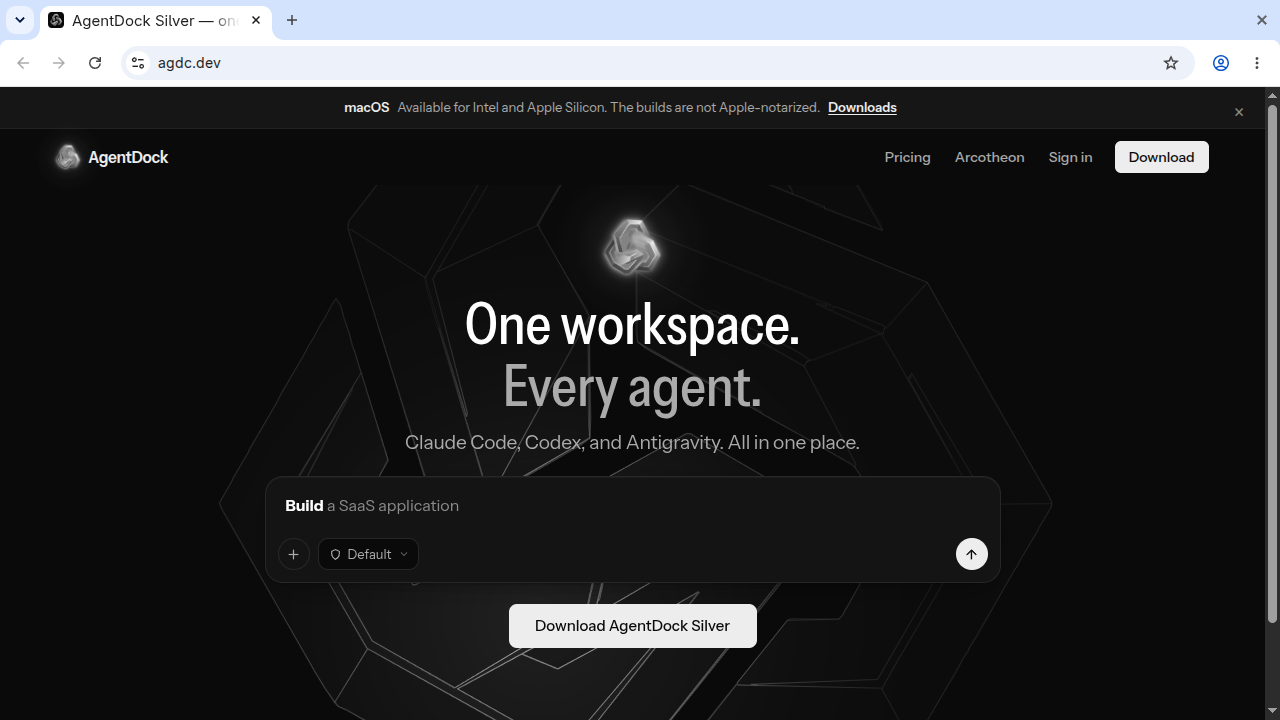 AgentDock Silver — on
agdc.dev
macOS Available for Intel and Apple Silicon. The builds are not Apple-notarized. Downloads
AgentDock
Pricing Arcotheon Sign in Download
One workspace.
Every agent.
Claude Code, Codex, and Antigravity. All in one place.
Build a SaaS application
Default
Download AgentDock Silver